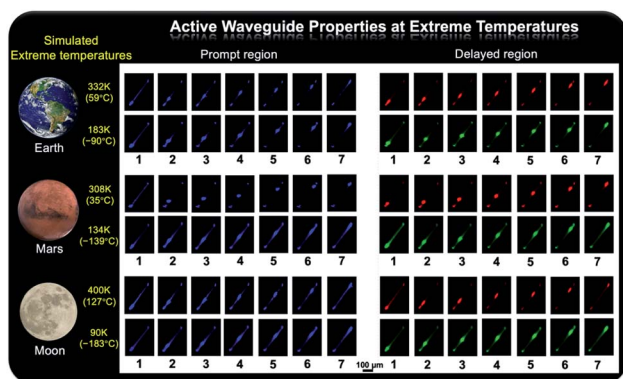 Active Waveguide Properties at Extreme Temperatures
Simulated
Extreme temperatures
Prompt region
Delayed region
332K
(59°C)
183K
(−90°C)
Earth
1 2 3 4 5 6 7
1 2 3 4 5 6 7
308K
(35°C)
134K
(−139°C)
Mars
1 2 3 4 5 6 7
1 2 3 4 5 6 7
400K
(127°C)
90K
(−183°C)
Moon
1 2 3 4 5 6 7
100 μm
1 2 3 4 5 6 7